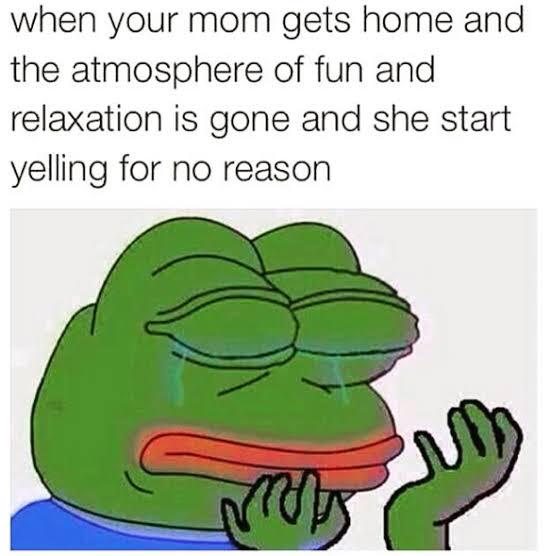 when your mom gets home and
the atmosphere of fun and
relaxation is gone and she start
yelling for no reason